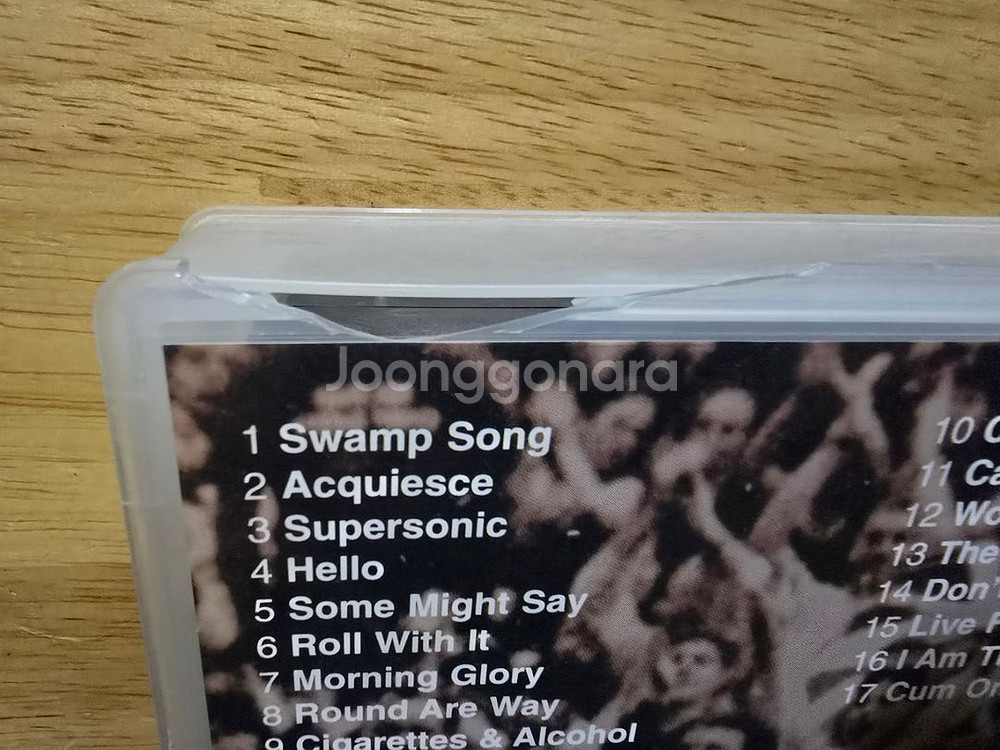 Joonggonara
1 Swamp Song
2 Acquiesce
3 Supersonic
4 Hello
5 Some Might Say
6 Roll With It
7 Morning Glory
8 Round Are Way
9 Cigarettes & Alcohol
10
11
12
13 The
14 Don'
15 Live
16 I Am
17 Cum